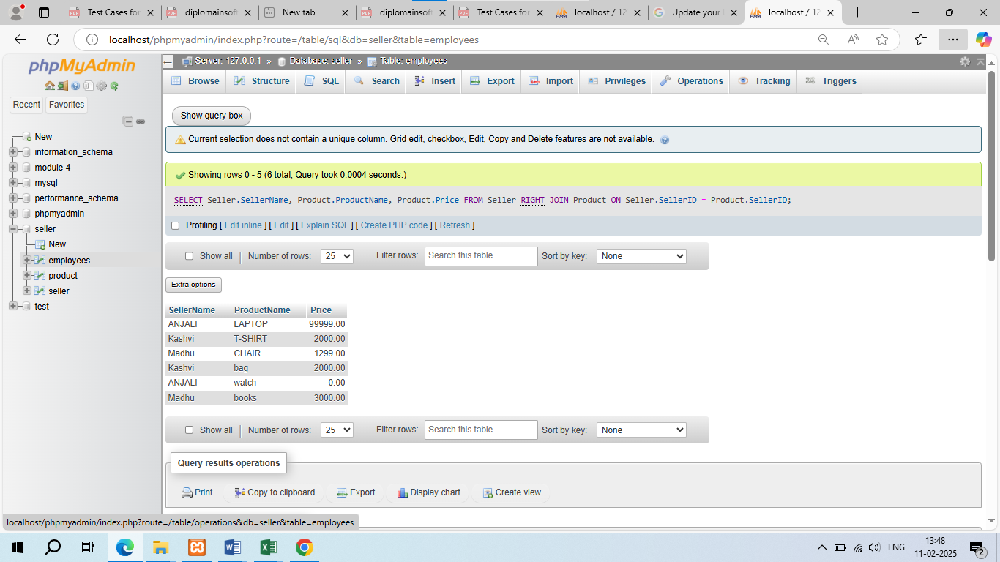 Test Cases for
diplomainsoft
New tab
diplomainsoft
Test Cases for
localhost / 12
Update your
localhost / 12
localhost/phpmyadmin/index.php?route=/table/sql&db=seller&table=employees
phpMyAdmin
Recent Favorites
New
information_schema
module 4
mysql
performance_schema
phpmyadmin
seller
New
employees
product
seller
test
Server: 127.0.0.1 » Database: seller » Table: employees
Browse Structure SQL Search Insert Export Import Privileges Operations Tracking Triggers
Show query box
Current selection does not contain a unique column. Grid edit, checkbox, Edit, Copy and Delete features are not available.
Showing rows 0 - 5 (6 total, Query took 0.0004 seconds.)
SELECT Seller.SellerName, Product.ProductName, Product.Price FROM Seller RIGHT JOIN Product ON Seller.SellerID = Product.SellerID;
Profiling [ Edit inline ] [ Edit ] [ Explain SQL ] [ Create PHP code ] [ Refresh ]
Show all | Number of rows: 25 Filter rows: Search this table Sort by key: None
Extra options
SellerName ProductName Price
ANJALI LAPTOP 99999.00
Kashvi T-SHIRT 2000.00
Madhu CHAIR 1299.00
Kashvi bag 2000.00
ANJALI watch 0.00
Madhu books 3000.00
Show all | Number of rows: 25 Filter rows: Search this table Sort by key: None
Query results operations
Print Copy to clipboard Export Display chart Create view
localhost/phpmyadmin/index.php?route=/table/operations&db=seller&table=employees
ENG
13:48
11-02-2025
2